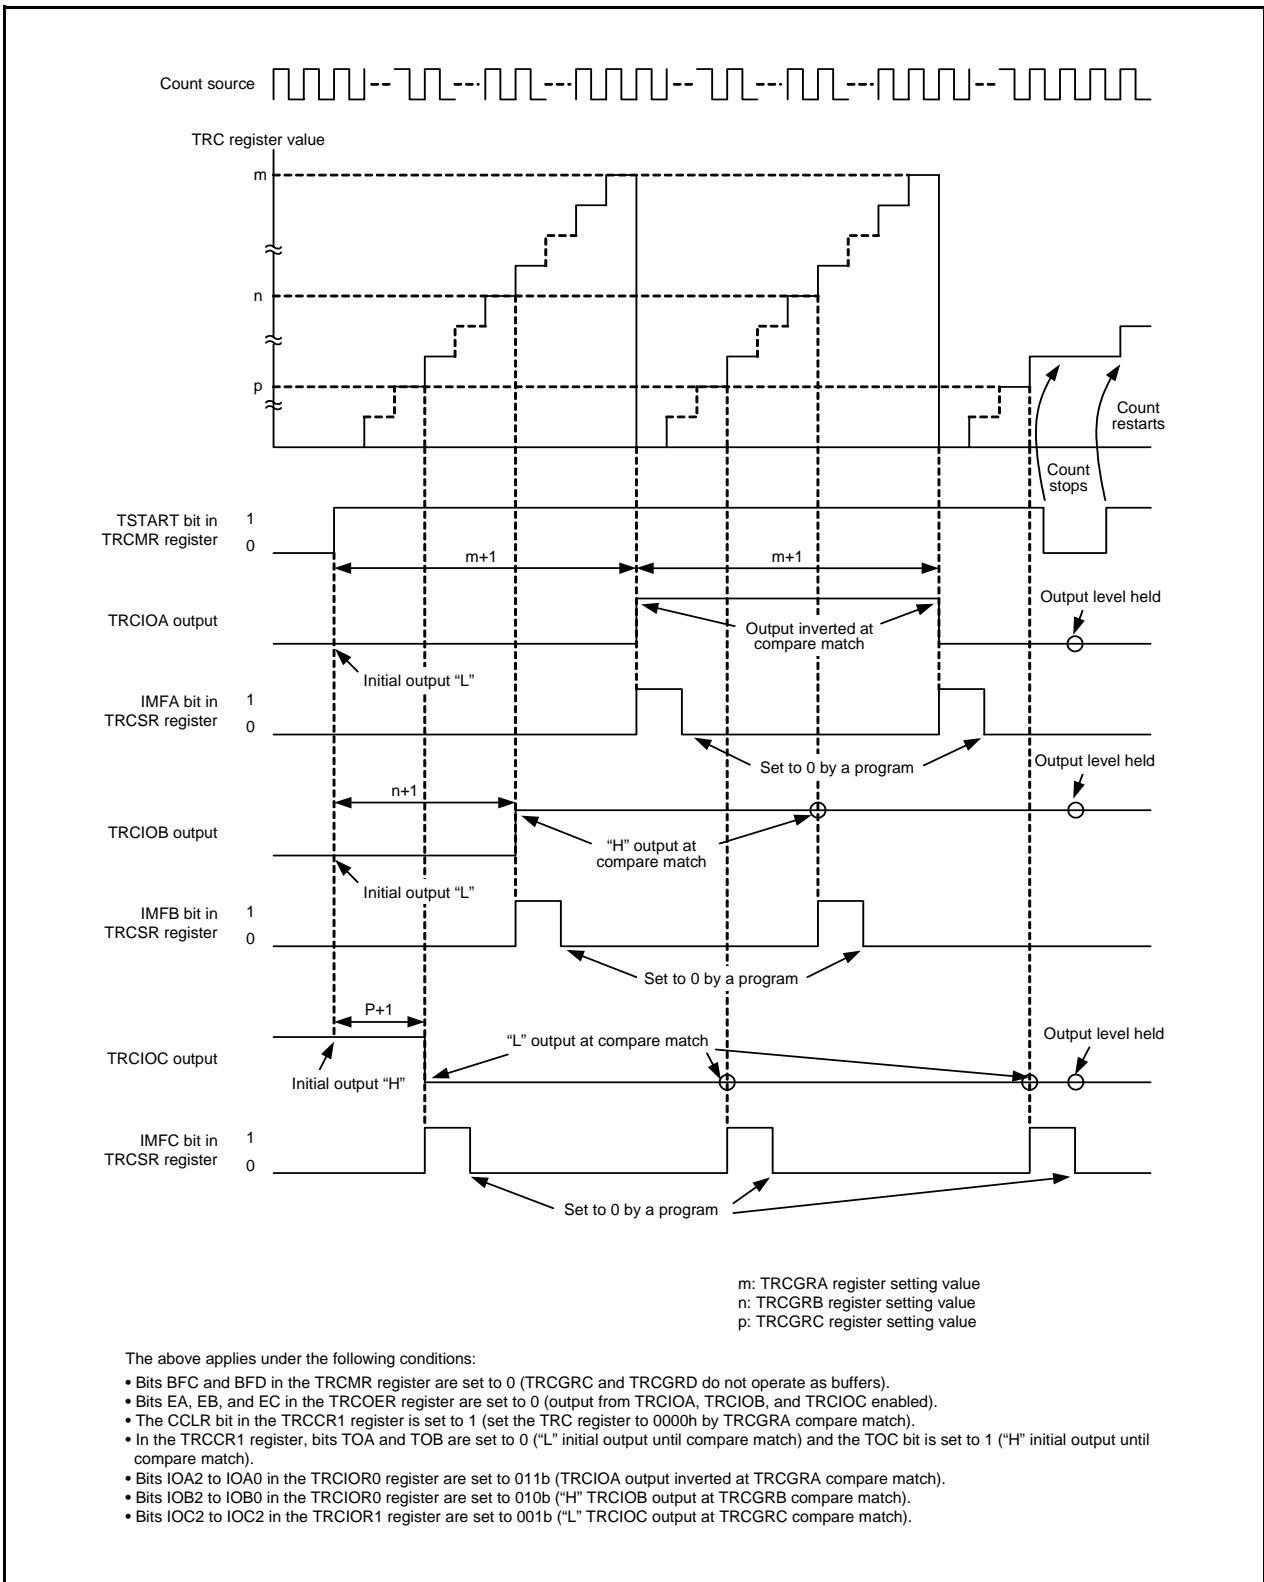 Count source
TRC register value
m
n
p
Count
restarts
Count
stops
TSTART bit in
TRCMR register
1
0
m+1
m+1
TRCIOA output
Output level held
Output inverted at
compare match
Initial output “L”
IMFA bit in
TRCSR register
1
0
Set to 0 by a program
Output level held
n+1
TRCIOB output
“H” output at
compare match
Initial output “L”
IMFB bit in
TRCSR register
1
0
Set to 0 by a program
P+1
“L” output at compare match
Output level held
TRCIOC output
Initial output “H”
IMFC bit in
TRCSR register
1
0
Set to 0 by a program
m: TRCGRA register setting value
n: TRCGRB register setting value
p: TRCGRC register setting value
The above applies under the following conditions:
• Bits BFC and BFD in the TRCMR register are set to 0 (TRCGRC and TRCGRD do not operate as buffers).
• Bits EA, EB, and EC in the TRCOER register are set to 0 (output from TRCIOA, TRCIOB, and TRCIOC enabled).
• The CCLR bit in the TRCCR1 register is set to 1 (set the TRC register to 0000h by TRCGRA compare match).
• In the TRCCR1 register, bits TOA and TOB are set to 0 (“L” initial output until compare match) and the TOC bit is set to 1 (“H” initial output until
compare match).
• Bits IOA2 to IOA0 in the TRCIOR0 register are set to 011b (TRCIOA output inverted at TRCGRA compare match).
• Bits IOB2 to IOB0 in the TRCIOR0 register are set to 010b (“H” TRCIOB output at TRCGRB compare match).
• Bits IOC2 to IOC2 in the TRCIOR1 register are set to 001b (“L” TRCIOC output at TRCGRC compare match).